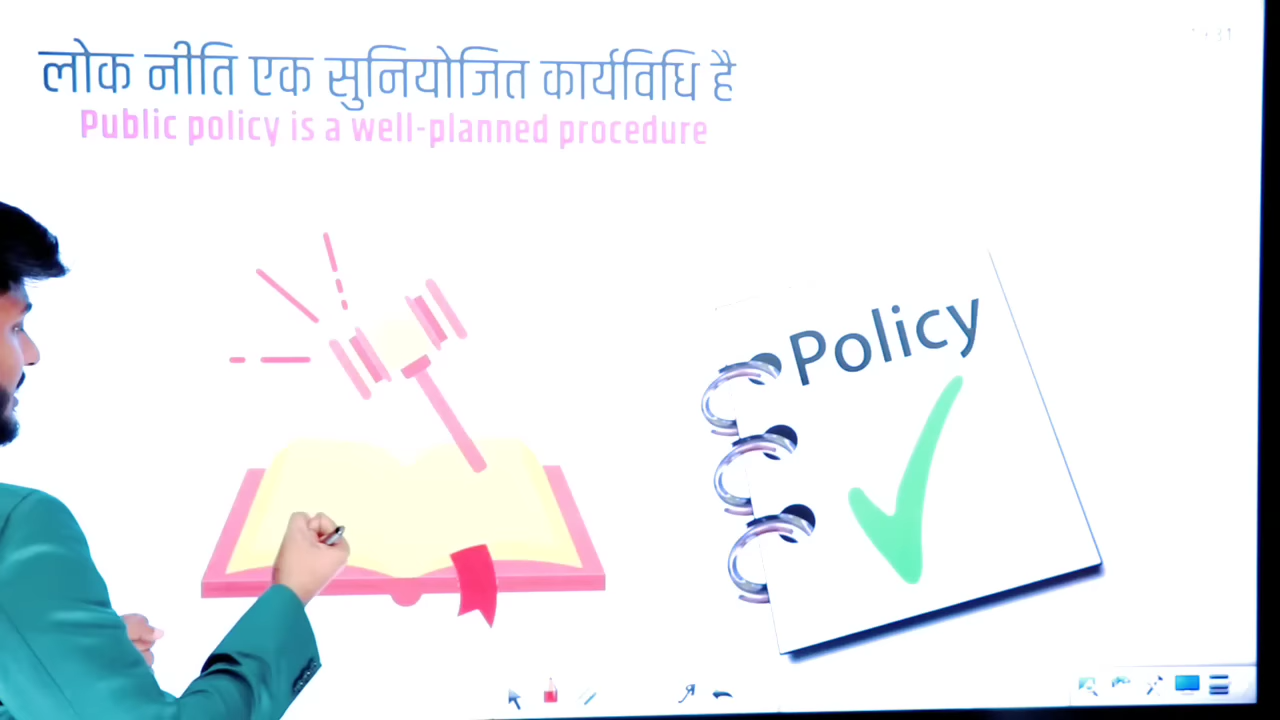 लोक नीति एक सुनियोजित कार्यविधि है
Public policy is a well-planned procedure
Policy